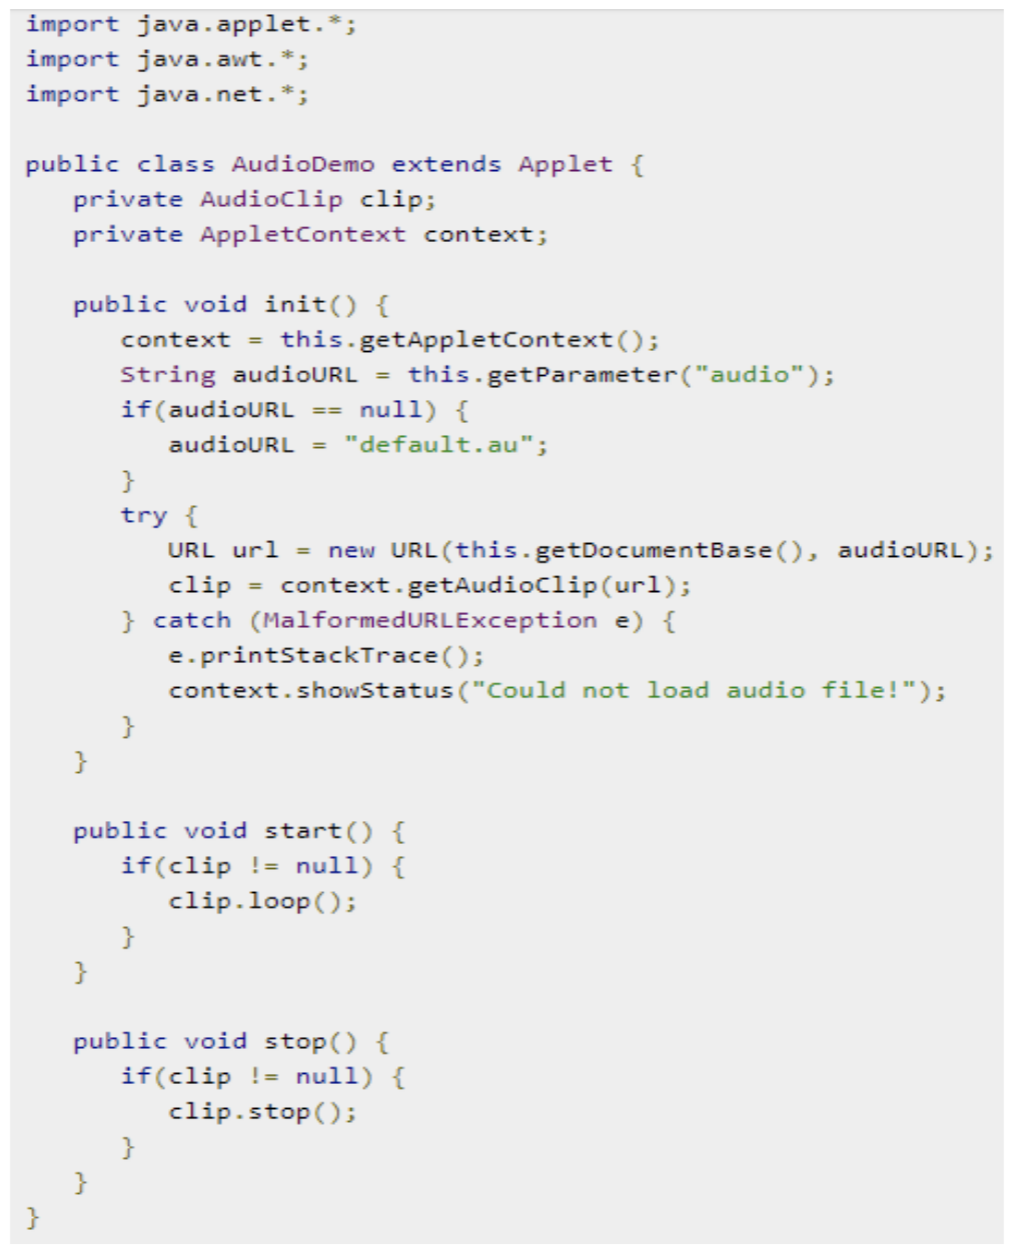 import java.applet.*;
import java.awt.*;
import java.net.*;

public class AudioDemo extends Applet {
   private AudioClip clip;
   private AppletContext context;

   public void init() {
      context = this.getAppletContext();
      String audioURL = this.getParameter("audio");
      if(audioURL == null) {
         audioURL = "default.au";
      }
      try {
         URL url = new URL(this.getDocumentBase(), audioURL);
         clip = context.getAudioClip(url);
      } catch (MalformedURLException e) {
         e.printStackTrace();
         context.showStatus("Could not load audio file!");
      }
   }

   public void start() {
      if(clip != null) {
         clip.loop();
      }
   }

   public void stop() {
      if(clip != null) {
         clip.stop();
      }
   }
}